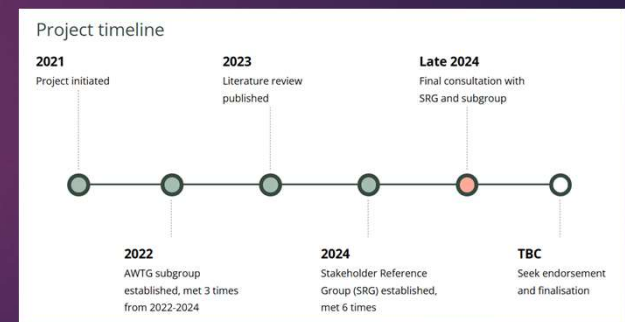 Project timeline
2021
Project initiated
2023
Literature review
published
Late 2024
Final consultation with
SRG and subgroup
2022
AWTG subgroup
established, met 3 times
from 2022-2024
2024
Stakeholder Reference
Group (SRG) established,
met 6 times
TBC
Seek endorsement
and finalisation